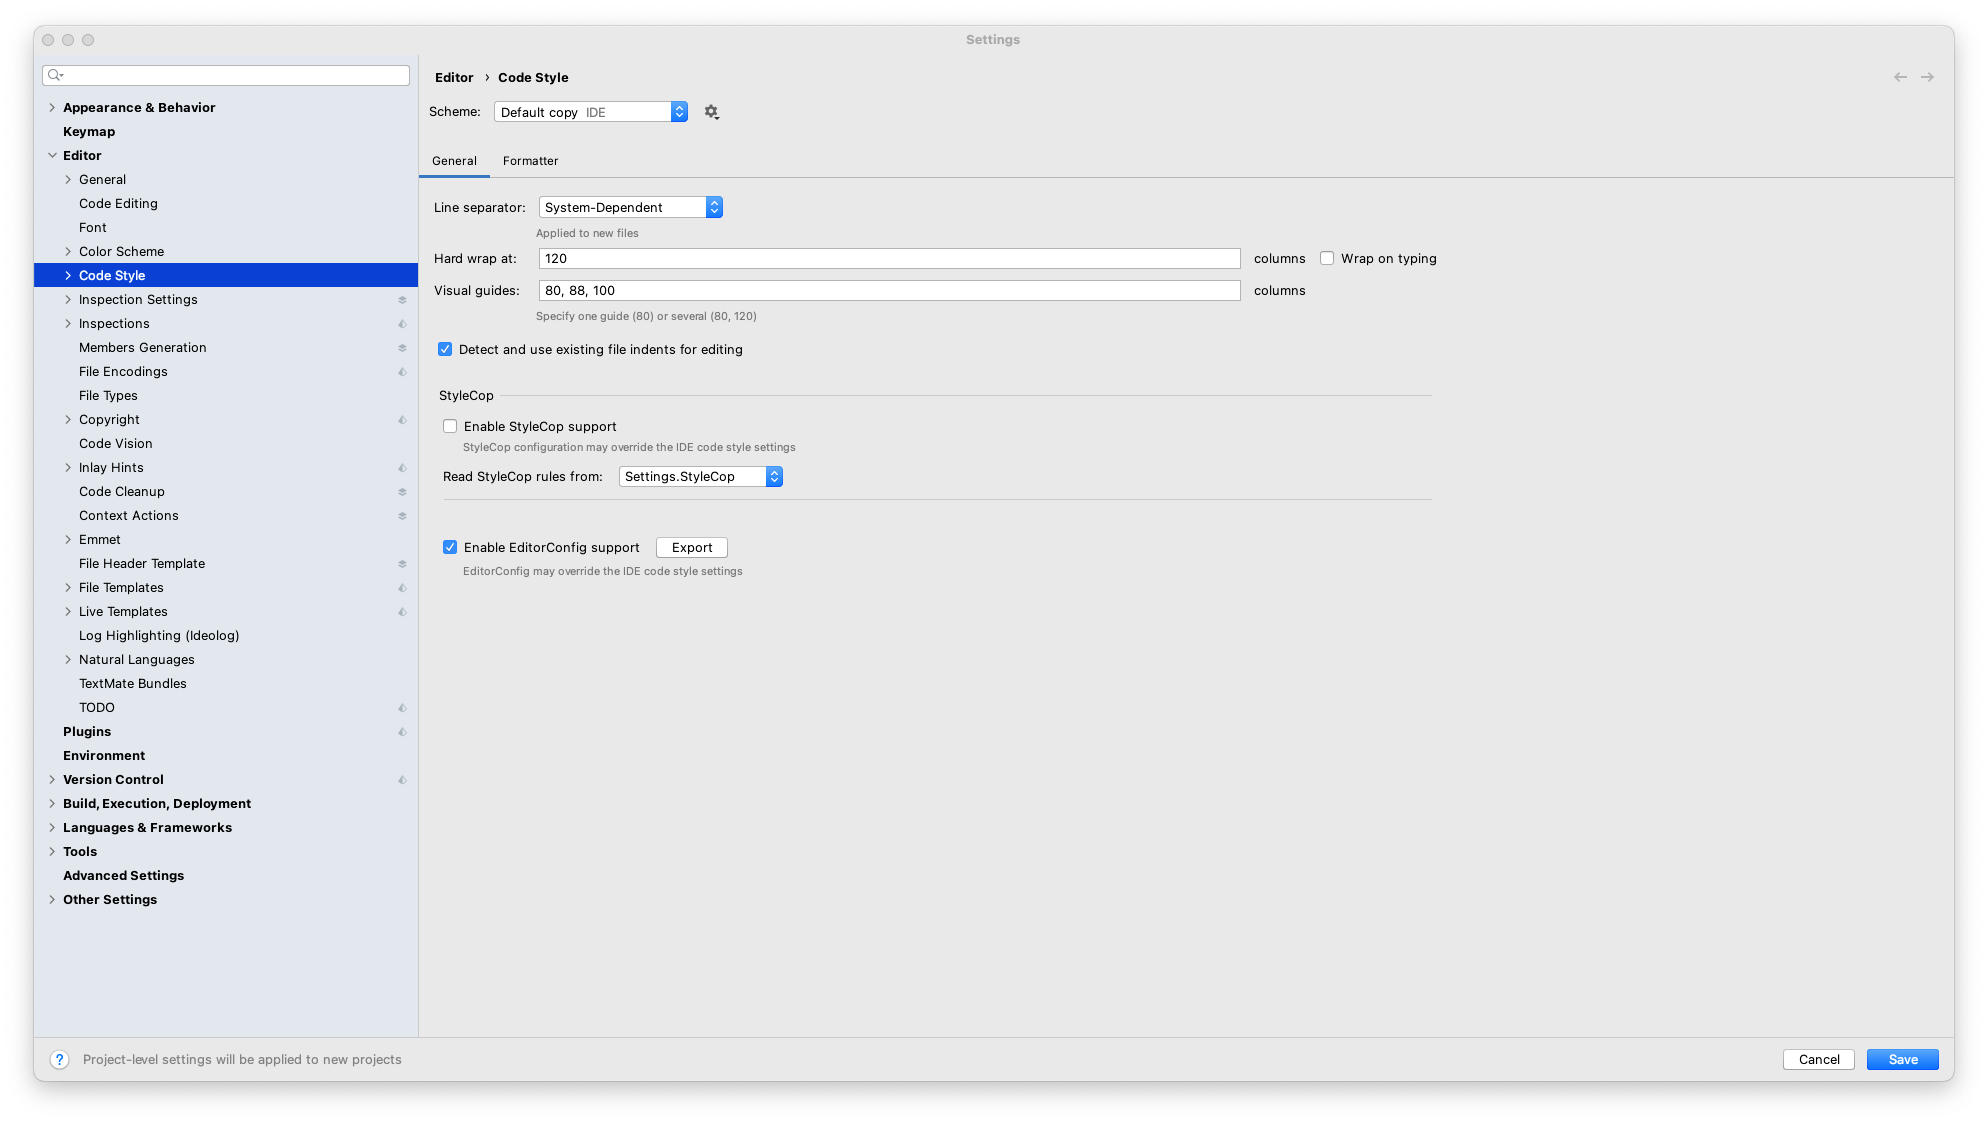 Settings
Appearance & Behavior
Keymap
Editor
General
Code Editing
Font
Color Scheme
Code Style
Inspection Settings
Inspections
Members Generation
File Encodings
File Types
Copyright
Code Vision
Inlay Hints
Code Cleanup
Context Actions
Emmet
File Header Template
File Templates
Live Templates
Log Highlighting (Ideolog)
Natural Languages
TextMate Bundles
TODO
Plugins
Environment
Version Control
Build, Execution, Deployment
Languages & Frameworks
Tools
Advanced Settings
Other Settings
Editor › Code Style
Scheme: Default copy IDE
General Formatter
Line separator: System-Dependent
Applied to new files
Hard wrap at: 120 columns Wrap on typing
Visual guides: 80, 88, 100 columns
Specify one guide (80) or several (80, 120)
Detect and use existing file indents for editing
StyleCop
Enable StyleCop support
StyleCop configuration may override the IDE code style settings
Read StyleCop rules from: Settings.StyleCop
Enable EditorConfig support Export
EditorConfig may override the IDE code style settings
? Project-level settings will be applied to new projects
Cancel Save